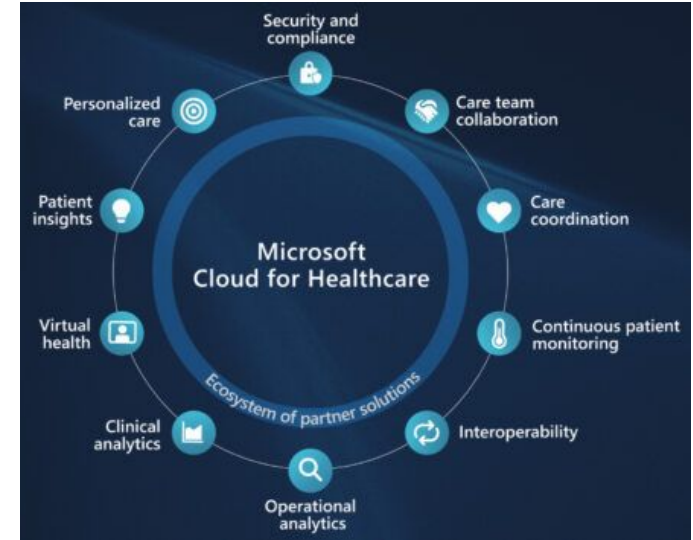 Security and
compliance
Care team
collaboration
Care
coordination
Continuous patient
monitoring
Interoperability
Operational
analytics
Clinical
analytics
Virtual
health
Patient
insights
Personalized
care
Microsoft
Cloud for Healthcare
Ecosystem of partner solutions